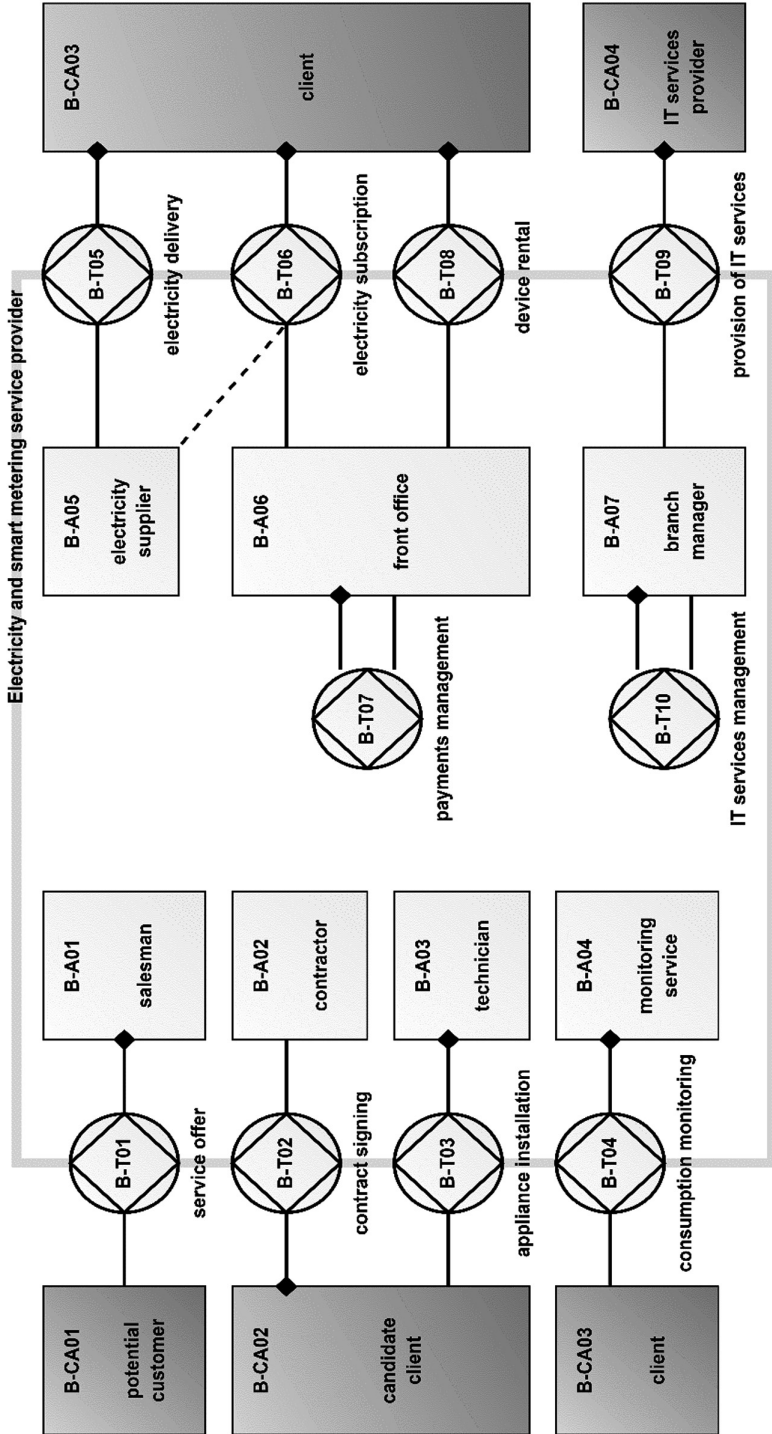 Electricity and smart metering service provider
B-CA01
potential
customer
B-T01
service offer
B-A01
salesman
B-A05
electricity
supplier
B-T05
electricity delivery
B-CA03
client
B-CA02
candidate
client
B-T02
contract signing
B-A02
contractor
B-T07
payments management
B-A06
front office
B-T06
electricity subscription
B-T03
appliance installation
B-A03
technician
B-T08
device rental
B-CA03
client
B-T04
consumption monitoring
B-A04
monitoring
service
B-T10
IT services management
B-A07
branch
manager
B-T09
provision of IT services
B-CA04
IT services
provider